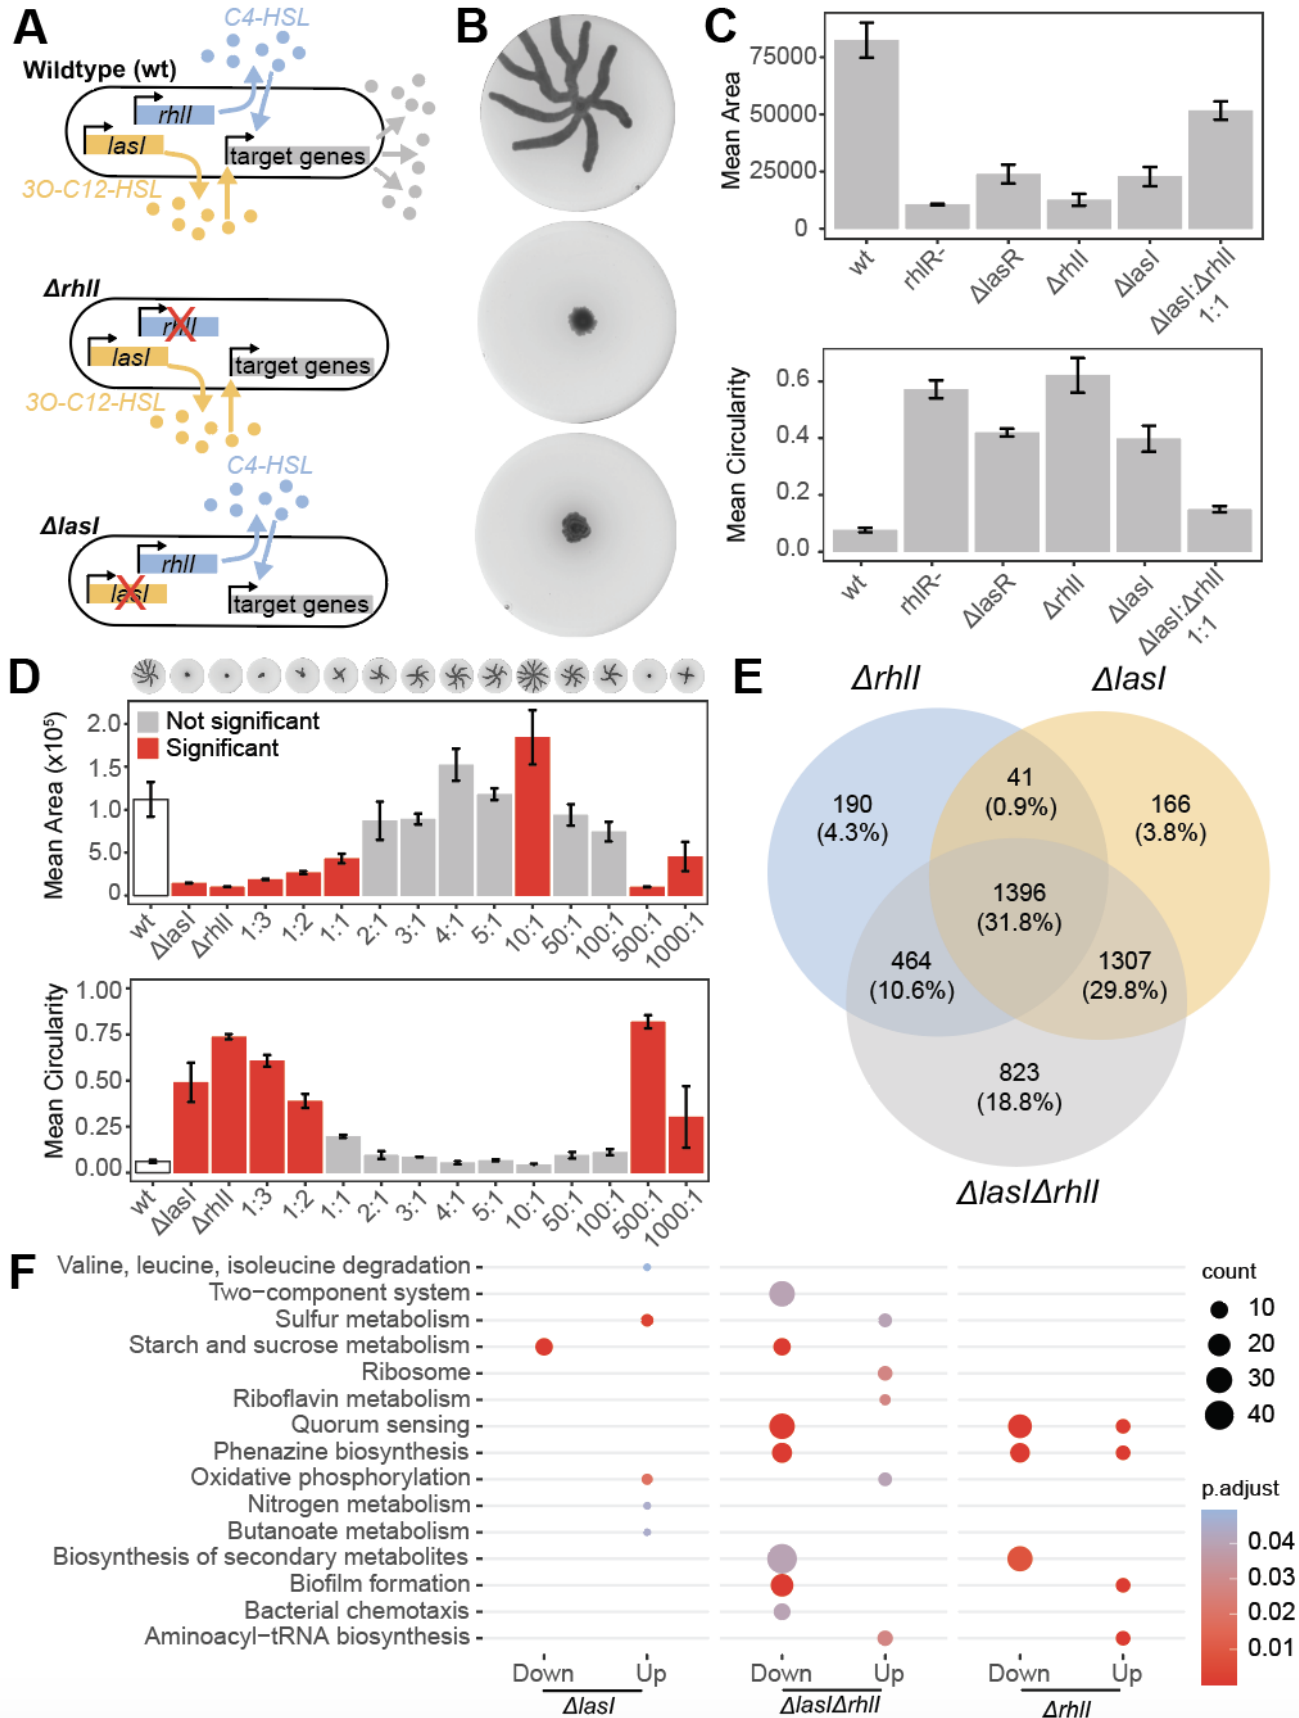 A
C4-HSL
Wildtype (wt)
rhlI
lasI
target genes
3O-C12-HSL
ΔrhlI
rhlI
lasI
target genes
3O-C12-HSL
C4-HSL
ΔlasI
rhlI
lasI
target genes
B
C
Mean Area
75000
50000
25000
0
wt
rhlR-
ΔlasR
ΔrhlI
ΔlasI
ΔlasI:ΔrhlI
1:1
Mean Circularity
0.6
0.4
0.2
0.0
wt
rhlR-
ΔlasR
ΔrhlI
ΔlasI
ΔlasI:ΔrhlI
1:1
D
Mean Area (x10⁵)
Not significant
Significant
2.0
1.5
1.0
5.0
0
wt
ΔlasI
ΔrhlI
1:3
1:2
1:1
2:1
3:1
4:1
5:1
10:1
50:1
100:1
500:1
1000:1
Mean Circularity
1.00
0.75
0.50
0.25
0.00
wt
ΔlasI
ΔrhlI
1:3
1:2
1:1
2:1
3:1
4:1
5:1
10:1
50:1
100:1
500:1
1000:1
E
ΔrhlI
ΔlasI
190
(4.3%)
41
(0.9%)
166
(3.8%)
1396
(31.8%)
464
(10.6%)
1307
(29.8%)
823
(18.8%)
ΔlasIΔrhlI
F
Valine, leucine, isoleucine degradation
Two−component system
Sulfur metabolism
Starch and sucrose metabolism
Ribosome
Riboflavin metabolism
Quorum sensing
Phenazine biosynthesis
Oxidative phosphorylation
Nitrogen metabolism
Butanoate metabolism
Biosynthesis of secondary metabolites
Biofilm formation
Bacterial chemotaxis
Aminoacyl−tRNA biosynthesis
Down Up
ΔlasI
Down Up
ΔlasIΔrhlI
Down Up
ΔrhlI
count
10
20
30
40
p.adjust
0.04
0.03
0.02
0.01